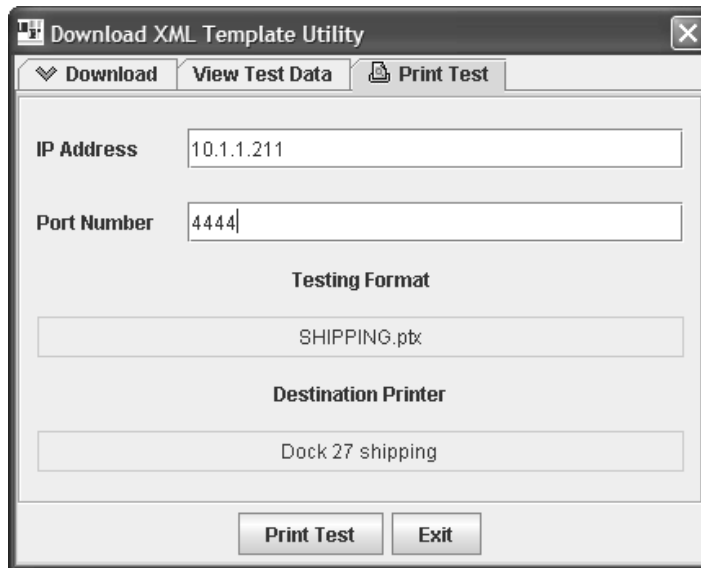 Download XML Template Utility
Download View Test Data Print Test
IP Address 10.1.1.211
Port Number 4444
Testing Format
SHIPPING.ptx
Destination Printer
Dock 27 shipping
Print Test Exit